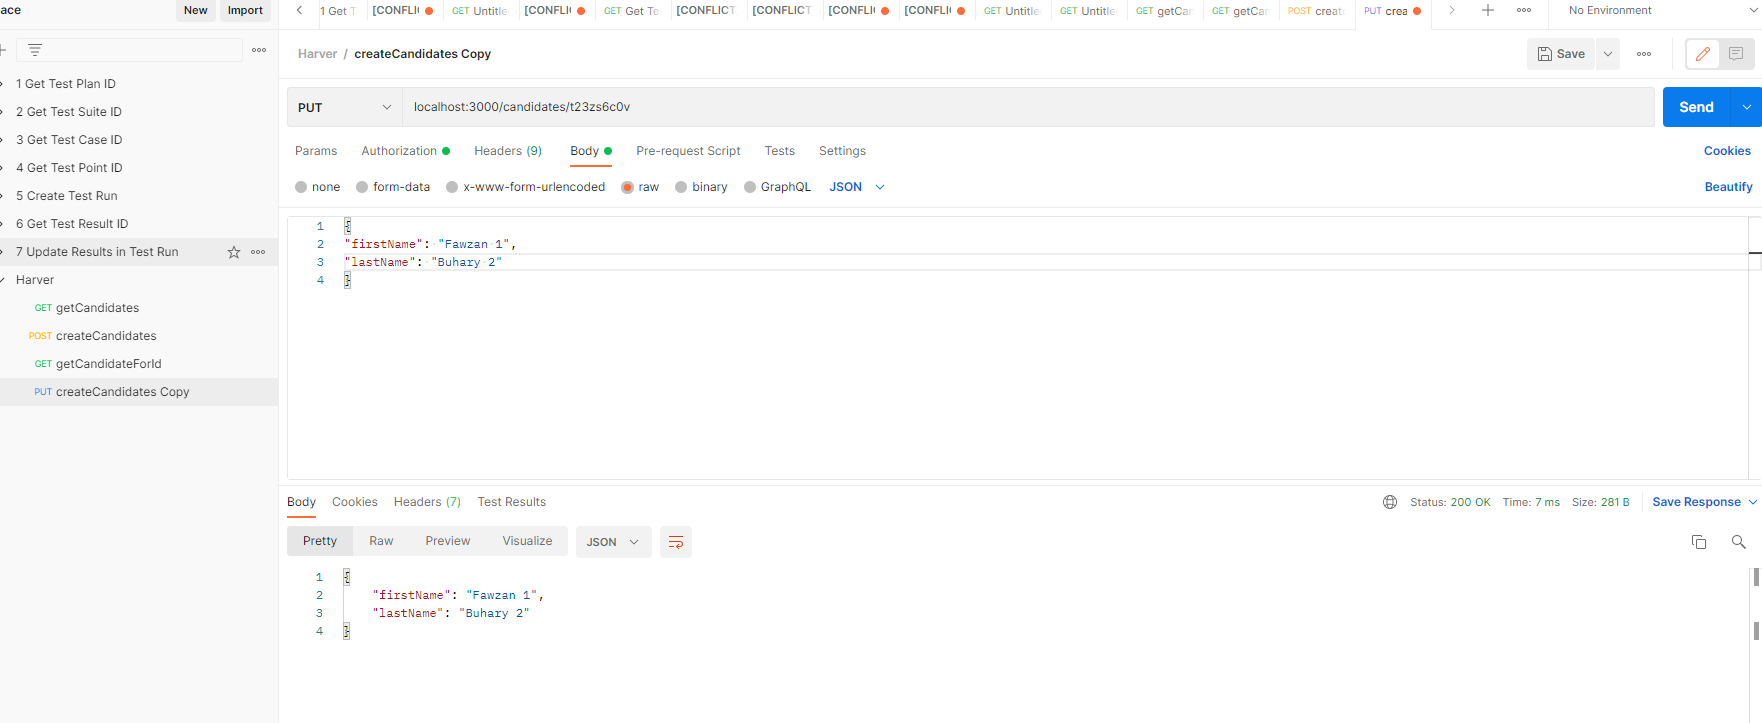 ace New Import
1 Get T [CONFLI GET Untitle [CONFLI GET Get Te [CONFLICT [CONFLICT [CONFLI [CONFLI GET Untitle GET Untitle GET getCar GET getCar POST create PUT crea No Environment
Harver / createCandidates Copy Save
PUT localhost:3000/candidates/t23zs6c0v Send
Params Authorization Headers (9) Body Pre-request Script Tests Settings Cookies
none form-data x-www-form-urlencoded raw binary GraphQL JSON Beautify
1 {
2 "firstName": "Fawzan 1",
3 "lastName": "Buhary 2"
4 }
1 Get Test Plan ID
2 Get Test Suite ID
3 Get Test Case ID
4 Get Test Point ID
5 Create Test Run
6 Get Test Result ID
7 Update Results in Test Run
Harver
GET getCandidates
POST createCandidates
GET getCandidateForId
PUT createCandidates Copy
Body Cookies Headers (7) Test Results Status: 200 OK Time: 7 ms Size: 281 B Save Response
Pretty Raw Preview Visualize JSON
1 {
2 "firstName": "Fawzan 1",
3 "lastName": "Buhary 2"
4 }